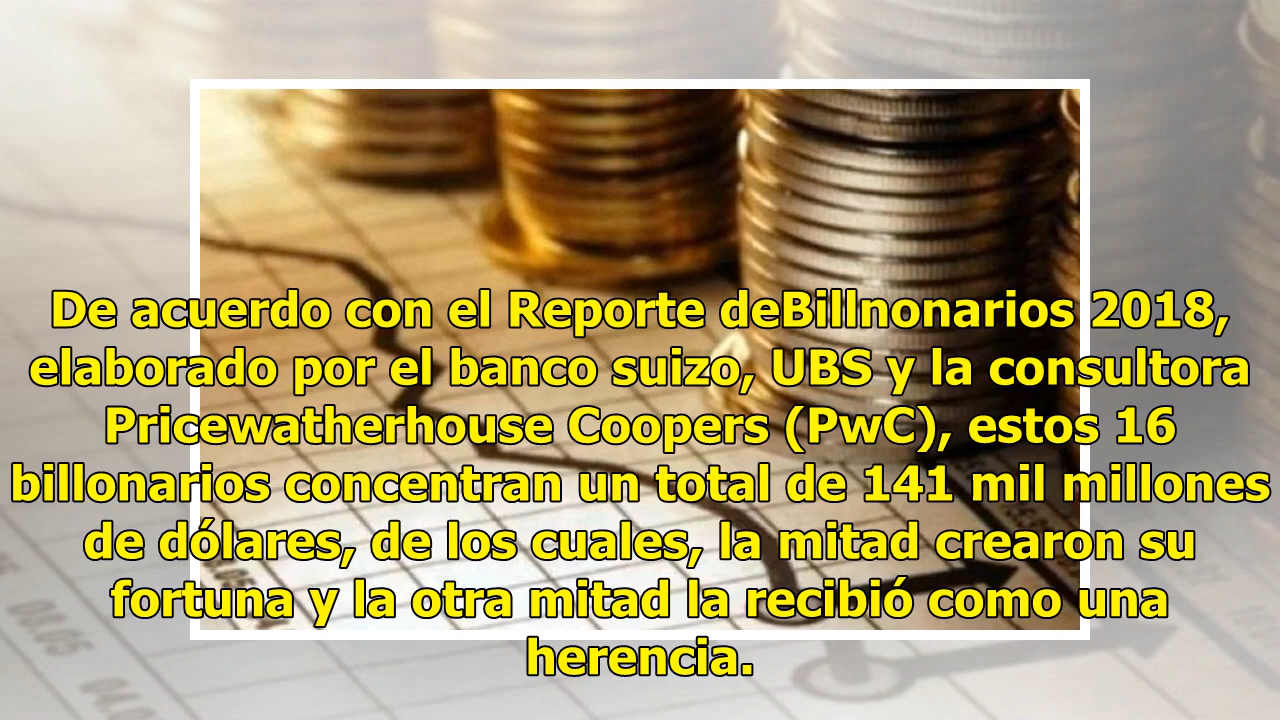 De acuerdo con el Reporte deBillnonarios 2018,
elaborado por el banco suizo, UBS y la consultora
Pricewatherhouse Coopers (PwC), estos 16
billonarios concentran un total de 141 mil millones
de dólares, de los cuales, la mitad crearon su
fortuna y la otra mitad la recibió como una
herencia.
03.05